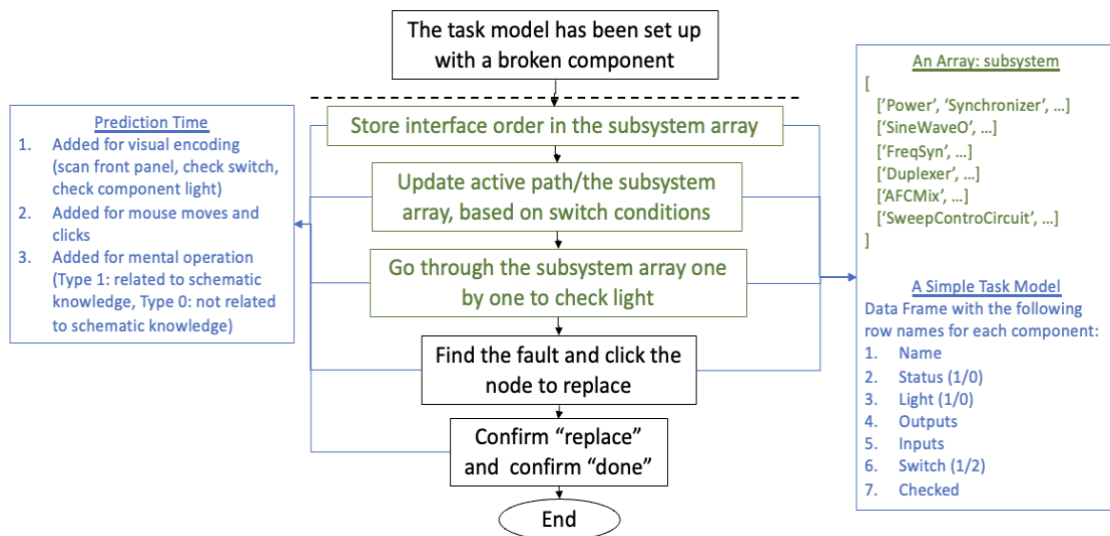 The task model has been set up
with a broken component
Prediction Time
1. Added for visual encoding
(scan front panel, check switch,
check component light)
2. Added for mouse moves and
clicks
3. Added for mental operation
(Type 1: related to schematic
knowledge, Type 0: not related
to schematic knowledge)
Store interface order in the subsystem array
Update active path/the subsystem
array, based on switch conditions
Go through the subsystem array one
by one to check light
Find the fault and click the
node to replace
Confirm “replace”
and confirm “done”
End
An Array: subsystem
[
['Power', ‘Synchronizer’, …]
[‘SineWaveO’, …]
[‘FreqSyn’, …]
[‘Duplexer’, …]
[‘AFCMix’, …]
[‘SweepControCircuit’, …]
]
A Simple Task Model
Data Frame with the following
row names for each component:
1. Name
2. Status (1/0)
3. Light (1/0)
4. Outputs
5. Inputs
6. Switch (1/2)
7. Checked